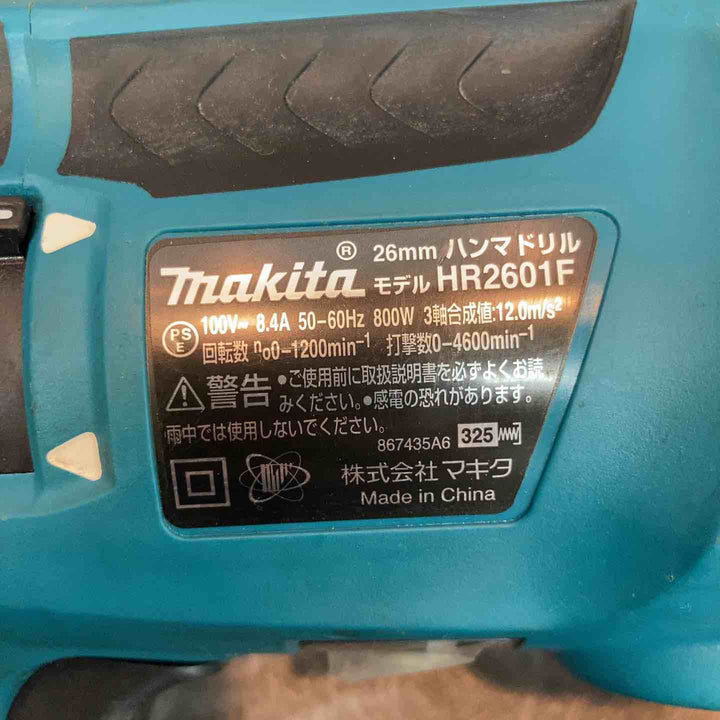 26mm ハンマドリル
makita® モデル HR2601F
PS E 100V~ 8.4A 50-60Hz 800W 3軸合成値:12.0m/s²
回転数 n₀0-1200min⁻¹ 打撃数0-4600min⁻¹
警告 •ご使用前に取扱説明書を必ずよくお読
みください。•感電の恐れがあります。
雨中では使用しないでください。
867435A6 325
株式会社 マキタ
Made in China